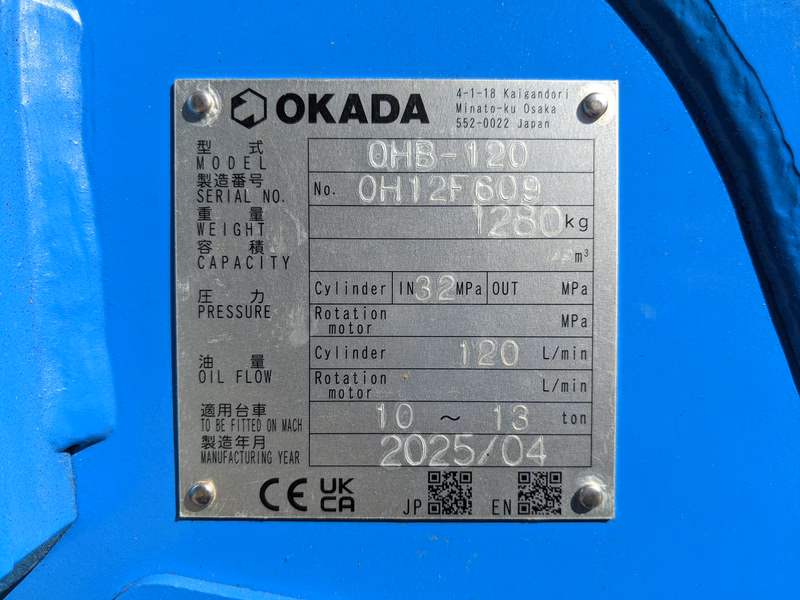 OKADA
4-1-18 Kaigandori
Minato-ku Osaka
552-0022 Japan
型式
MODEL OHB-120
製造番号
SERIAL NO. No. OH12F609
重量
WEIGHT 1280kg
容積
CAPACITY m³
圧力
PRESSURE
Cylinder IN 32 MPa OUT MPa
Rotation motor MPa
油量
OIL FLOW
Cylinder 120 L/min
Rotation motor L/min
適用台車
TO BE FITTED ON MACH 10 ～ 13 ton
製造年月
MANUFACTURING YEAR 2025/04
CE UK CA JP EN